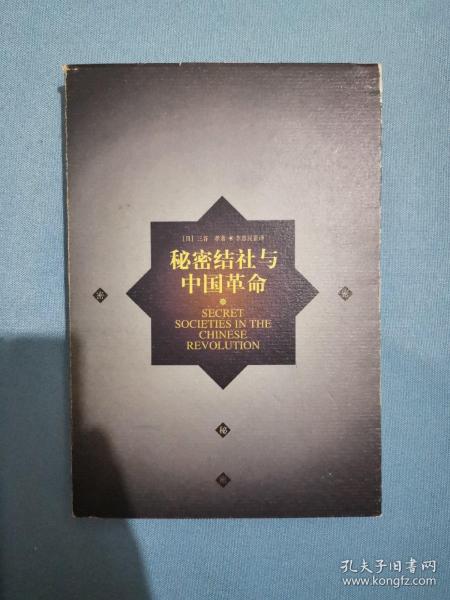 [日]三谷 孝著 李恩民等译
秘密结社与
中国革命
SECRET
SOCIETIES IN THE
CHINESE
REVOLUTION
秘
孔夫子旧书网
www.kongfz.com